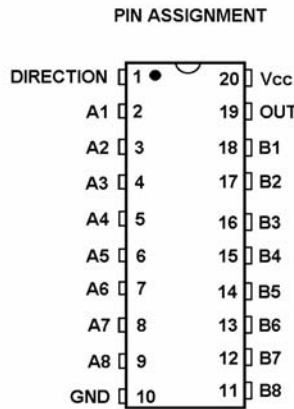 PIN ASSIGNMENT
DIRECTION 1 20 Vcc
A1 2 19 OUT
A2 3 18 B1
A3 4 17 B2
A4 5 16 B3
A5 6 15 B4
A6 7 14 B5
A7 8 13 B6
A8 9 12 B7
GND 10 11 B8